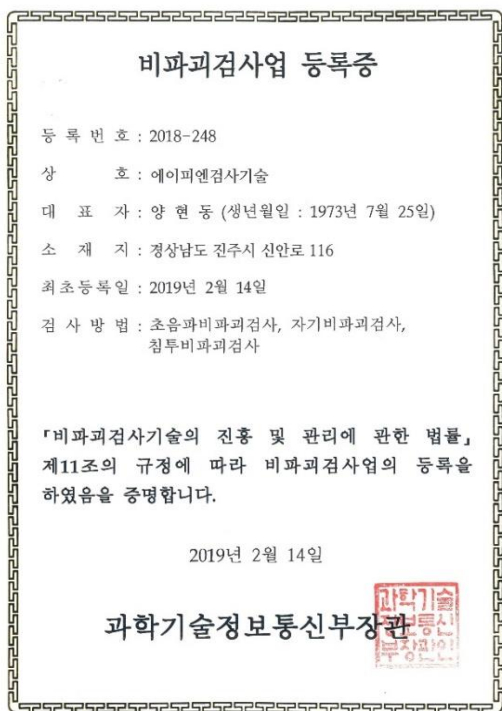 비파괴검사업 등록증
등 록 번 호 : 2018-248
상 호 : 에이피엔검사기술
대 표 자 : 양 현 동 (생년월일 : 1973년 7월 25일)
소 재 지 : 경상남도 진주시 신안로 116
최초등록일 : 2019년 2월 14일
검 사 방 법 : 초음파비파괴검사, 자기비파괴검사,
침투비파괴검사
「비파괴검사기술의 진흥 및 관리에 관한 법률」
제11조의 규정에 따라 비파괴검사업의 등록을
하였음을 증명합니다.
2019년 2월 14일
과학기술정보통신부장관
과학기술
정보통신
부장관인